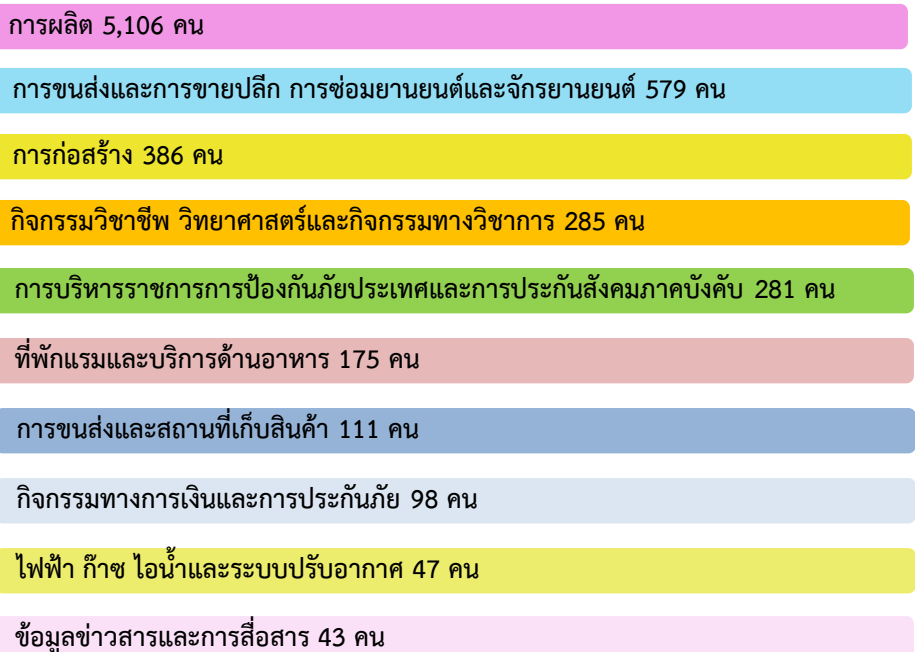 การผลิต 5,106 คน
การขนส่งและการขายปลีก การซ่อมยานยนต์และจักรยานยนต์ 579 คน
การก่อสร้าง 386 คน
กิจกรรมวิชาชีพ วิทยาศาสตร์และกิจกรรมทางวิชาการ 285 คน
การบริหารราชการการป้องกันภัยประเทศและการประกันสังคมภาคบังคับ 281 คน
ที่พักแรมและบริการด้านอาหาร 175 คน
การขนส่งและสถานที่เก็บสินค้า 111 คน
กิจกรรมทางการเงินและการประกันภัย 98 คน
ไฟฟ้า ก๊าซ ไอน้ำและระบบปรับอากาศ 47 คน
ข้อมูลข่าวสารและการสื่อสาร 43 คน